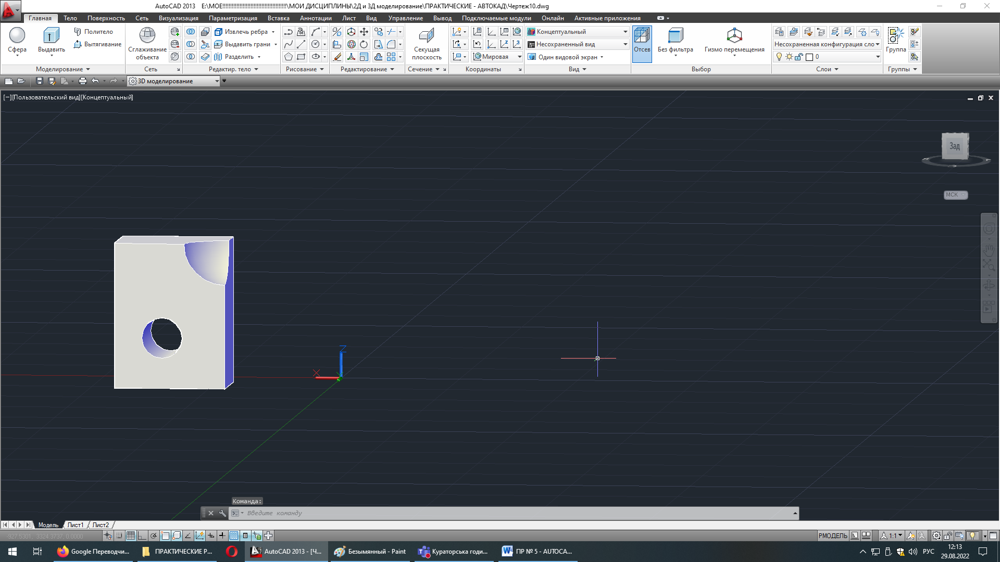 AutoCAD 2013 E:\МОЕ!!!!!!!!!!!!!!!!!!!!!!!!!!!!!!!!!!!!!!!!\МОИ ДИСЦИПЛИНЫ\2Д и 3Д моделирование\ПРАКТИЧЕСКИЕ - АВТОКАД\Чертеж10.dwg
Главная Тело Поверхность Сеть Визуализация Параметризация Вставка Аннотации Лист Вид Управление Вывод Подключаемые модули Онлайн Активные приложения
Сфера
Выдавить
Политело
Вытягивание
Моделирование
Сглаживание объекта
Сеть
Извлечь ребра
Выдавить грани
Разделить
Редактир. тело
Рисование
Редактирование
Секущая плоскость
Сечение
Мировая
Координаты
Концептуальный
Несохраненный вид
Один видовой экран
Вид
Отсев
Без фильтра
Гизмо перемещения
Выбор
Несохраненная конфигурация сло
0
Слои
Группа
Группы
3D моделирование
[−][Пользовательский вид][Концептуальный]
Зад
МСК
Z
X
Команда:
Введите команду
Модель Лист1 Лист2
-927.5301, 3324.3737, 0.0000
РМОДЕЛЬ
1:1
Google Переводчи...
ПРАКТИЧЕСКИЕ Р...
AutoCAD 2013 - [Ч...
Безымянный - Paint
Кураторська годи...
ПР № 5 - AUTOCA...
РУС
12:13
29.08.2022